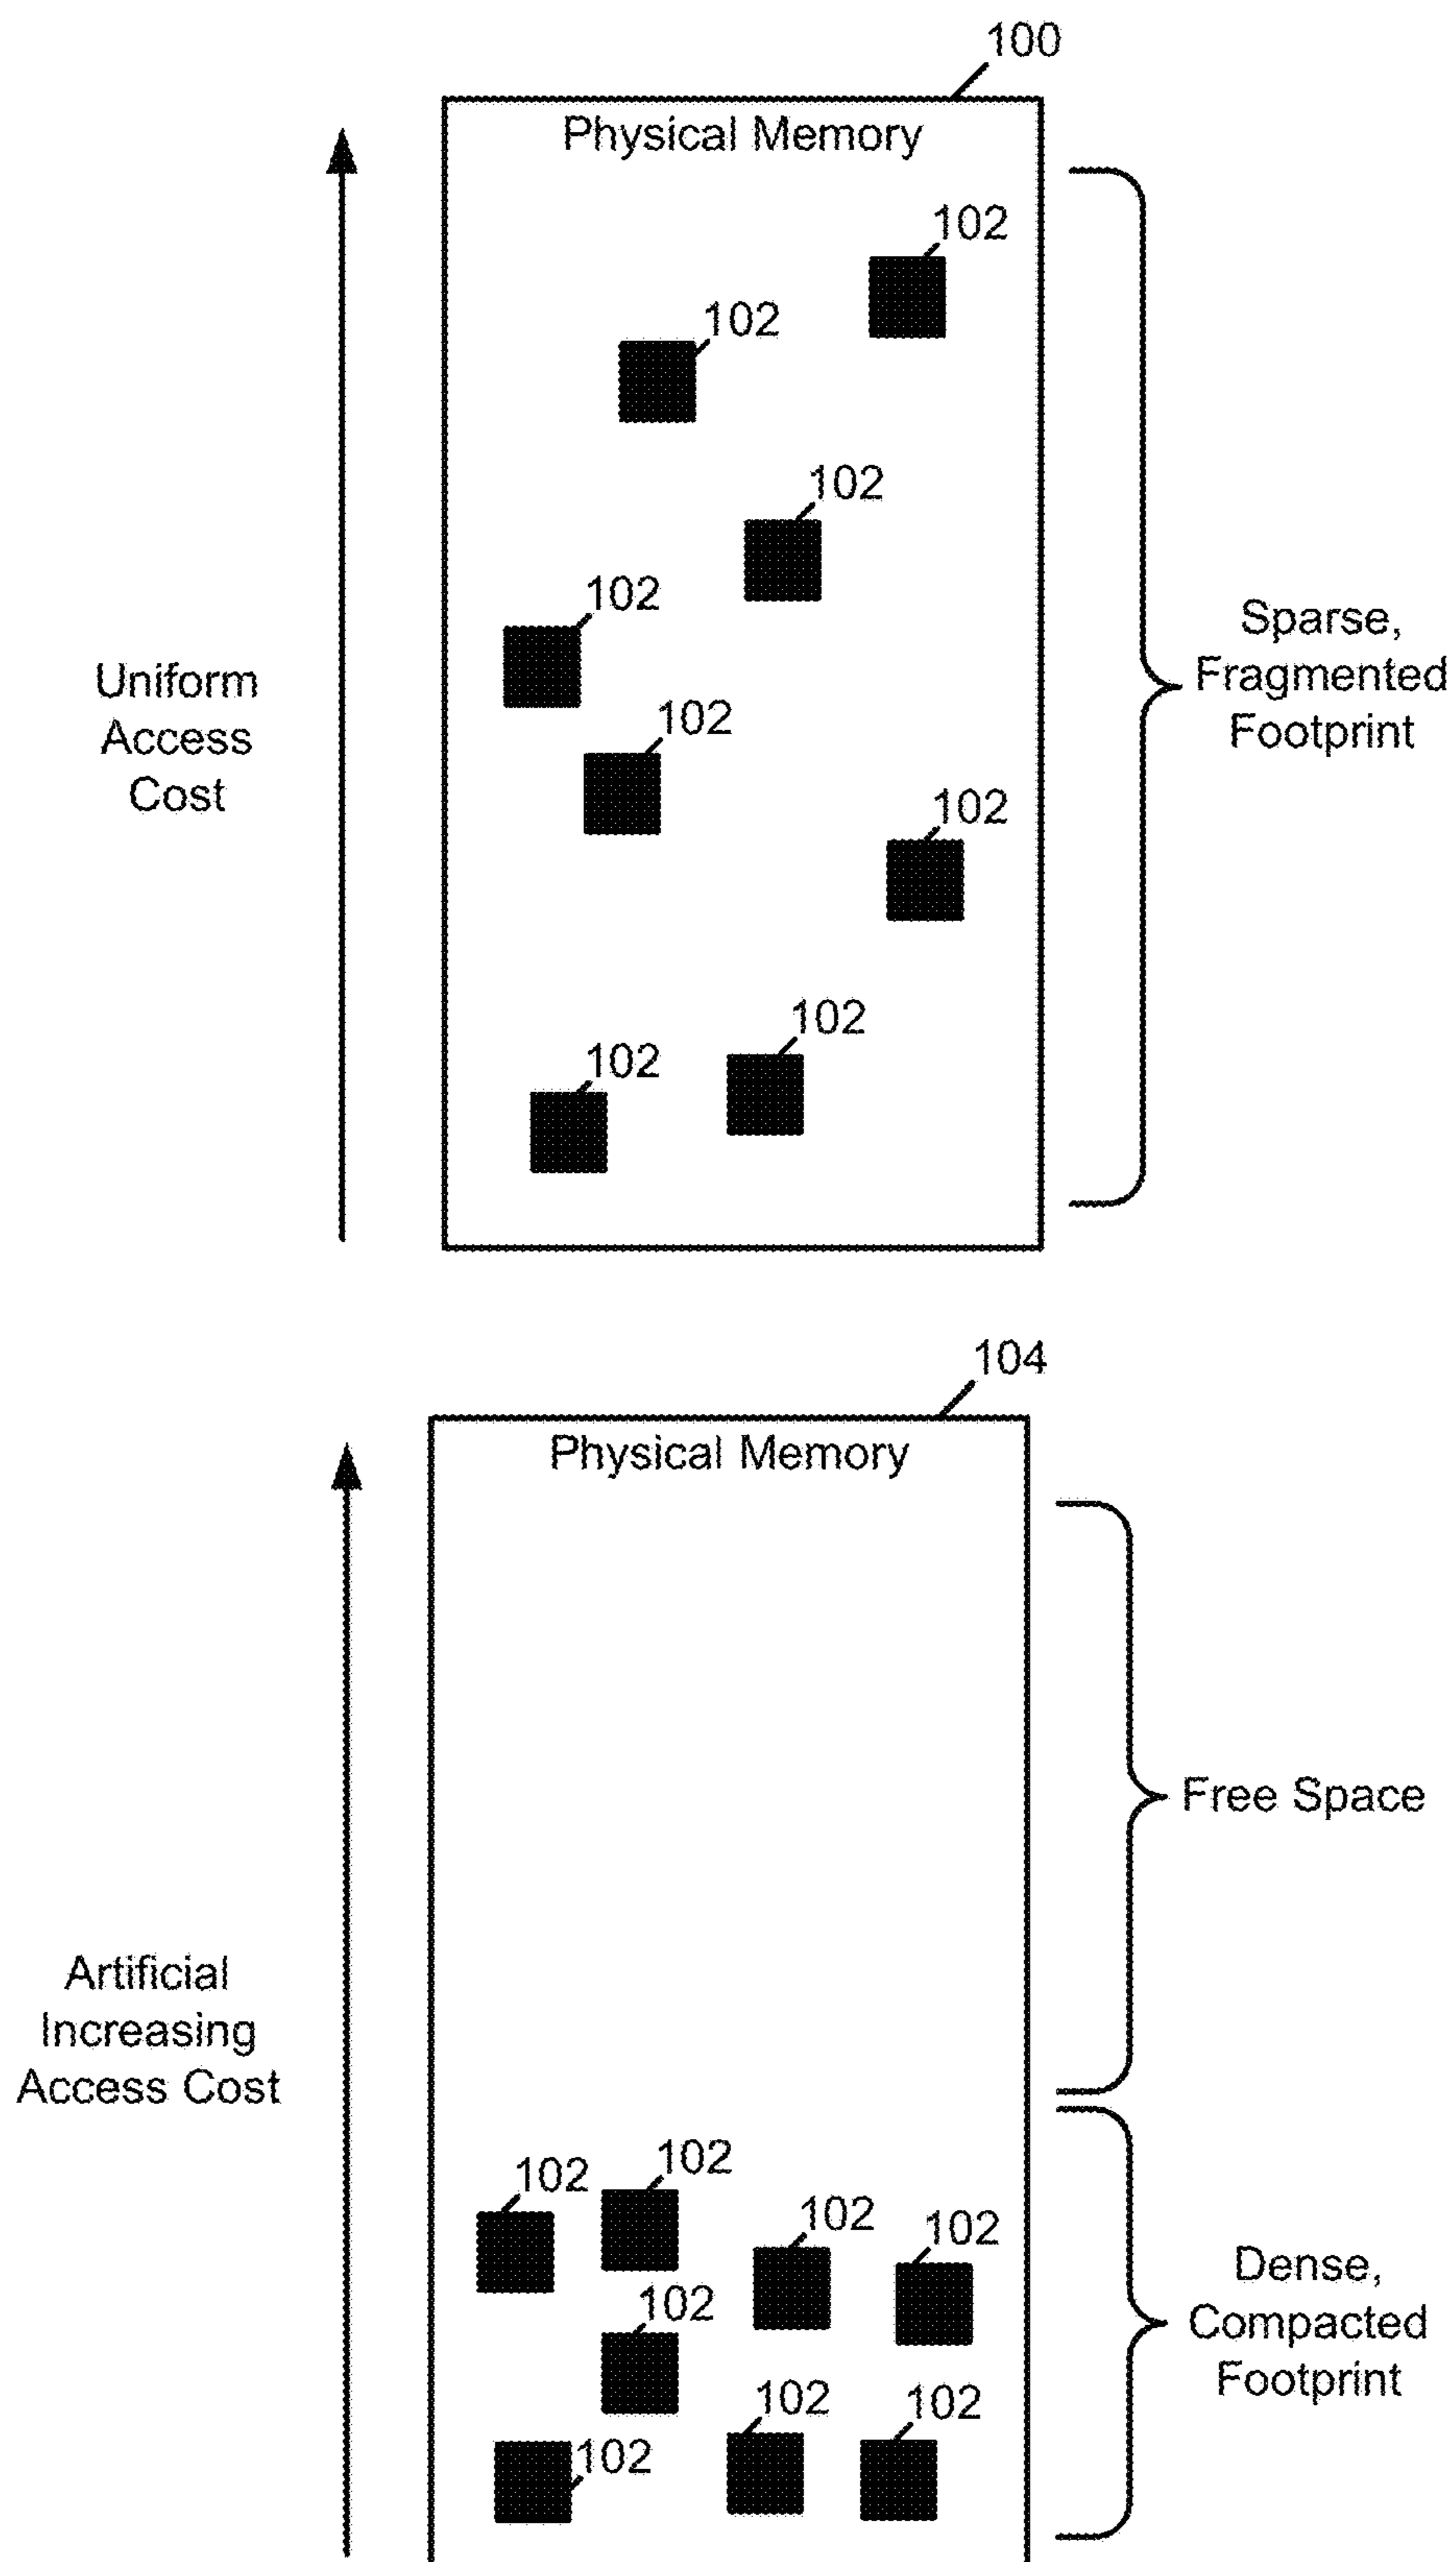 100
Physical Memory
102
102
102
102
102
102
102
102
Uniform
Access
Cost
Sparse,
Fragmented
Footprint
104
Physical Memory
Free Space
Artificial
Increasing
Access Cost
102
102
102
102
102
102
102
102
Dense,
Compacted
Footprint